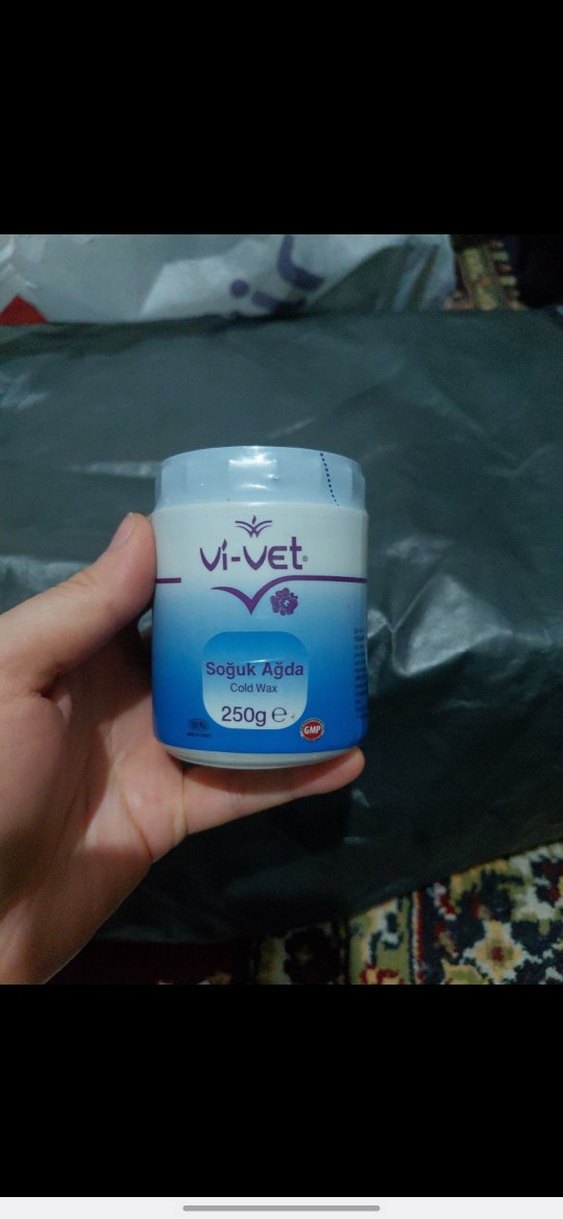 vi-vet®
Soğuk Ağda
Cold Wax
250g ℮
GMP